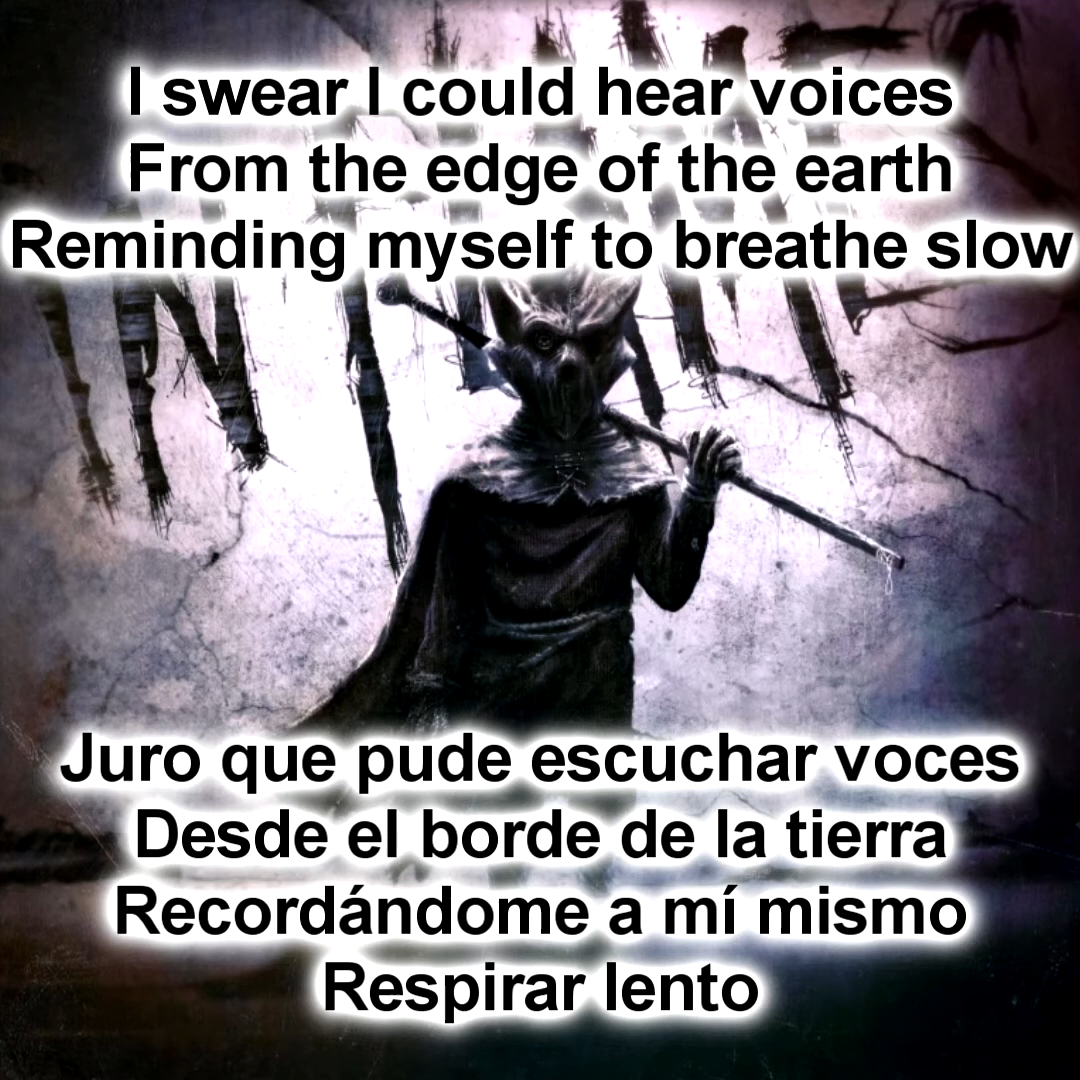 I swear I could hear voices
From the edge of the earth
Reminding myself to breathe slow
Juro que pude escuchar voces
Desde el borde de la tierra
Recordándome a mí mismo
Respirar lento